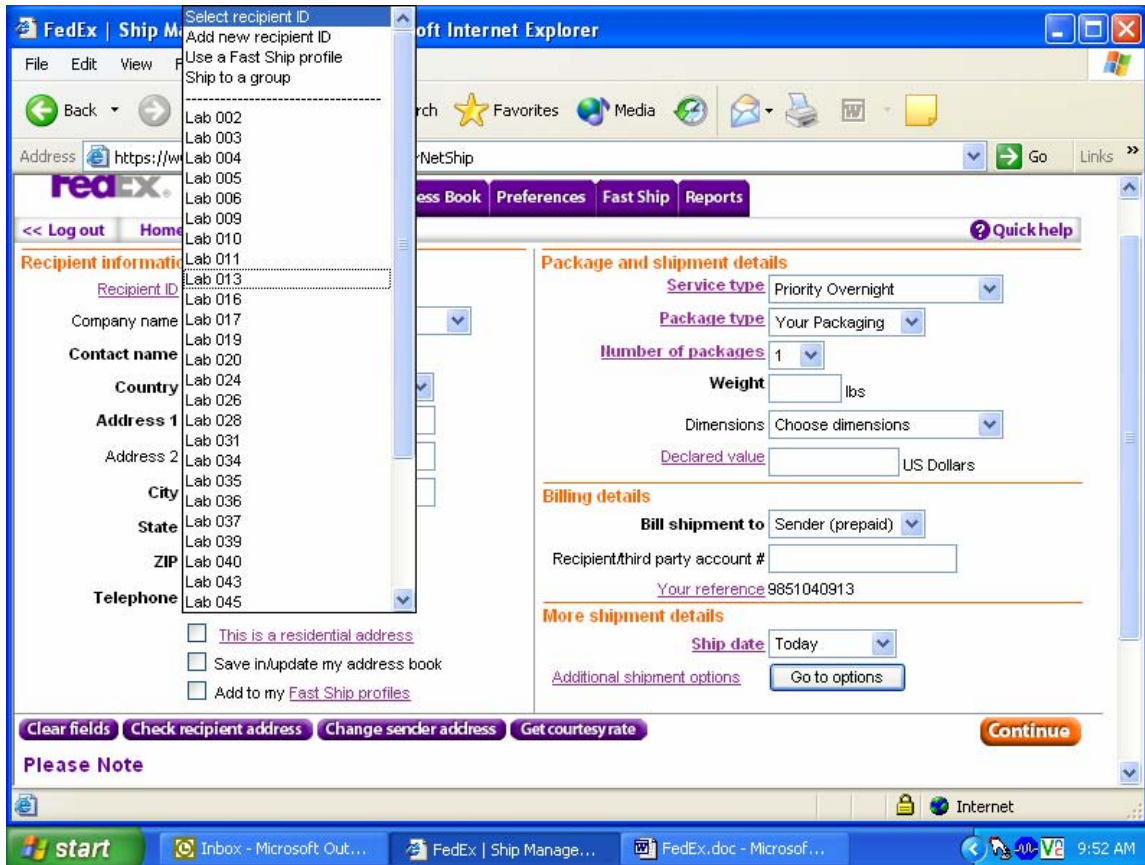 FedEx | Ship M
oft Internet Explorer
File Edit View F
Back
rch Favorites Media
Address https://w
rNetShip
Go Links »
FedEx.
ess Book Preferences Fast Ship Reports
<< Log out Home
Quick help
Select recipient ID
Add new recipient ID
Use a Fast Ship profile
Ship to a group
--------------------------------
Lab 002
Lab 003
Lab 004
Lab 005
Lab 006
Lab 009
Lab 010
Lab 011
Lab 013
Lab 016
Lab 017
Lab 019
Lab 020
Lab 024
Lab 026
Lab 028
Lab 031
Lab 034
Lab 035
Lab 036
Lab 037
Lab 039
Lab 040
Lab 043
Lab 045
Recipient informatio
Recipient ID
Company name
Contact name
Country
Address 1
Address 2
City
State
ZIP
Telephone
This is a residential address
Save in/update my address book
Add to my Fast Ship profiles
Package and shipment details
Service type Priority Overnight
Package type Your Packaging
Number of packages 1
Weight lbs
Dimensions Choose dimensions
Declared value US Dollars
Billing details
Bill shipment to Sender (prepaid)
Recipient/third party account #
Your reference 9851040913
More shipment details
Ship date Today
Additional shipment options Go to options
Clear fields Check recipient address Change sender address Get courtesy rate Continue
Please Note
Internet
start Inbox - Microsoft Out... FedEx | Ship Manage... FedEx.doc - Microsof... 9:52 AM